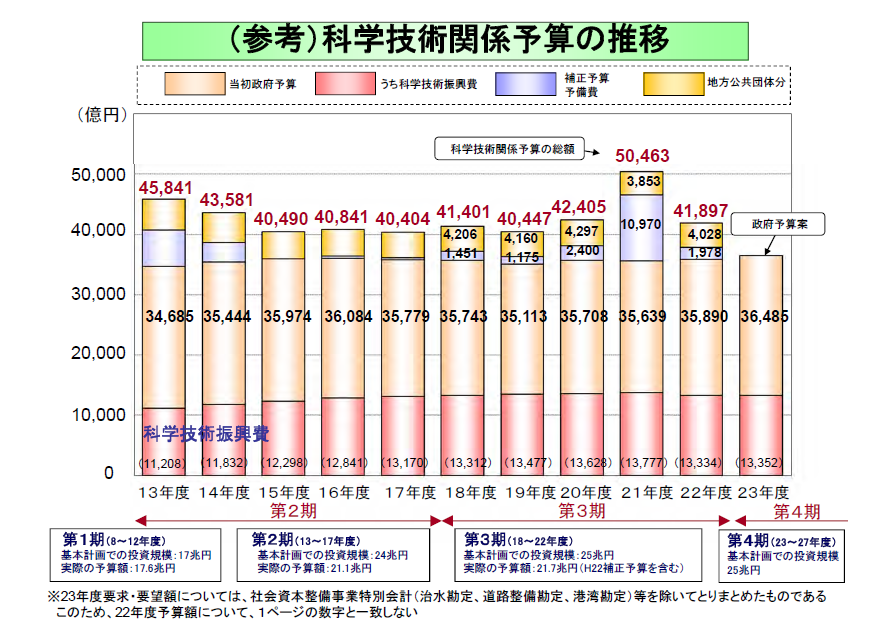 （参考）科学技術関係予算の推移
当初政府予算
うち科学技術振興費
補正予算
予備費
地方公共団体分
（億円）
科学技術関係予算の総額
政府予算案
50,000
40,000
30,000
20,000
10,000
0
45,841
43,581
40,490
40,841
40,404
41,401
40,447
42,405
50,463
41,897
4,206
4,160
4,297
3,853
4,028
1,451
1,175
2,400
10,970
1,978
34,685
35,444
35,974
36,084
35,779
35,743
35,113
35,708
35,639
35,890
36,485
科学技術振興費
(11,208)
(11,832)
(12,298)
(12,841)
(13,170)
(13,312)
(13,477)
(13,628)
(13,777)
(13,334)
(13,352)
13年度
14年度
15年度
16年度
17年度
18年度
19年度
20年度
21年度
22年度
23年度
第２期
第３期
第４期
第１期(８～12年度)
基本計画での投資規模:17兆円
実際の予算額:17.6兆円
第２期(13～17年度)
基本計画での投資規模:24兆円
実際の予算額:21.1兆円
第３期(18～22年度)
基本計画での投資規模:25兆円
実際の予算額:21.7兆円(H22補正予算を含む)
第４期(23～27年度)
基本計画での投資規模
25兆円
※23年度要求・要望額については、社会資本整備事業特別会計（治水勘定、道路整備勘定、港湾勘定）等を除いてとりまとめたものである
このため、22年度予算額について、１ページの数字と一致しない